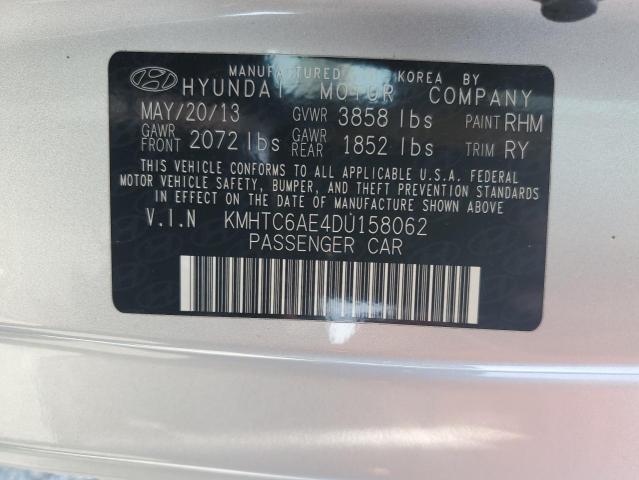 MANUFACTURED IN KOREA BY
HYUNDAI MOTOR COMPANY
MAY/20/13 GVWR 3858 lbs PAINT RHM
GAWR FRONT 2072 lbs GAWR REAR 1852 lbs TRIM RY
THIS VEHICLE CONFORMS TO ALL APPLICABLE U.S.A. FEDERAL
MOTOR VEHICLE SAFETY, BUMPER, AND THEFT PREVENTION STANDARDS
IN EFFECT ON THE DATE OF MANUFACTURE SHOWN ABOVE.
V.I.N KMHTC6AE4DU158062
PASSENGER CAR